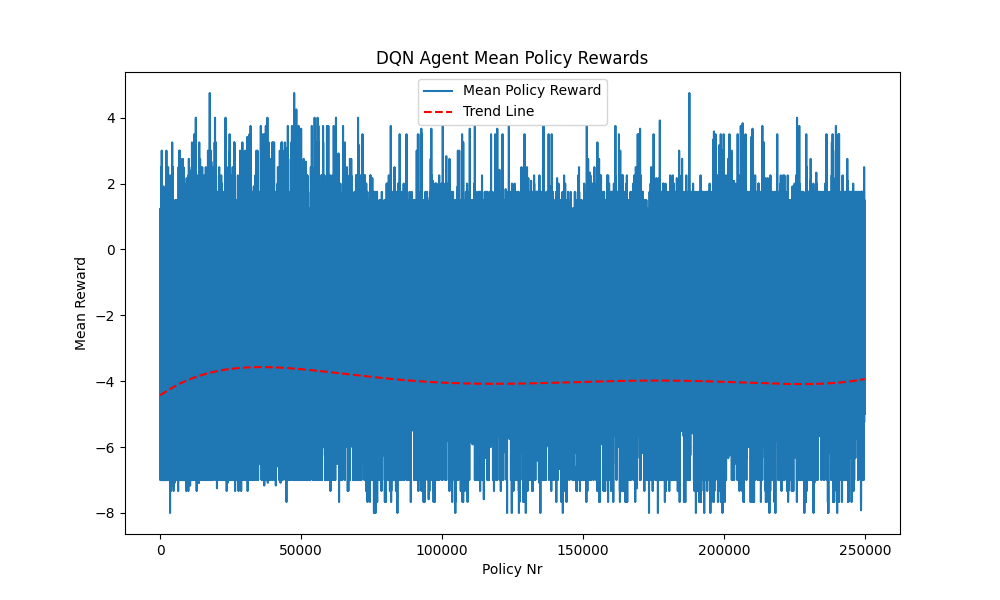 DQN Agent Mean Policy Rewards
Mean Policy Reward
Trend Line
4
2
0
−2
−4
−6
−8
Mean Reward
0
50000
100000
150000
200000
250000
Policy Nr